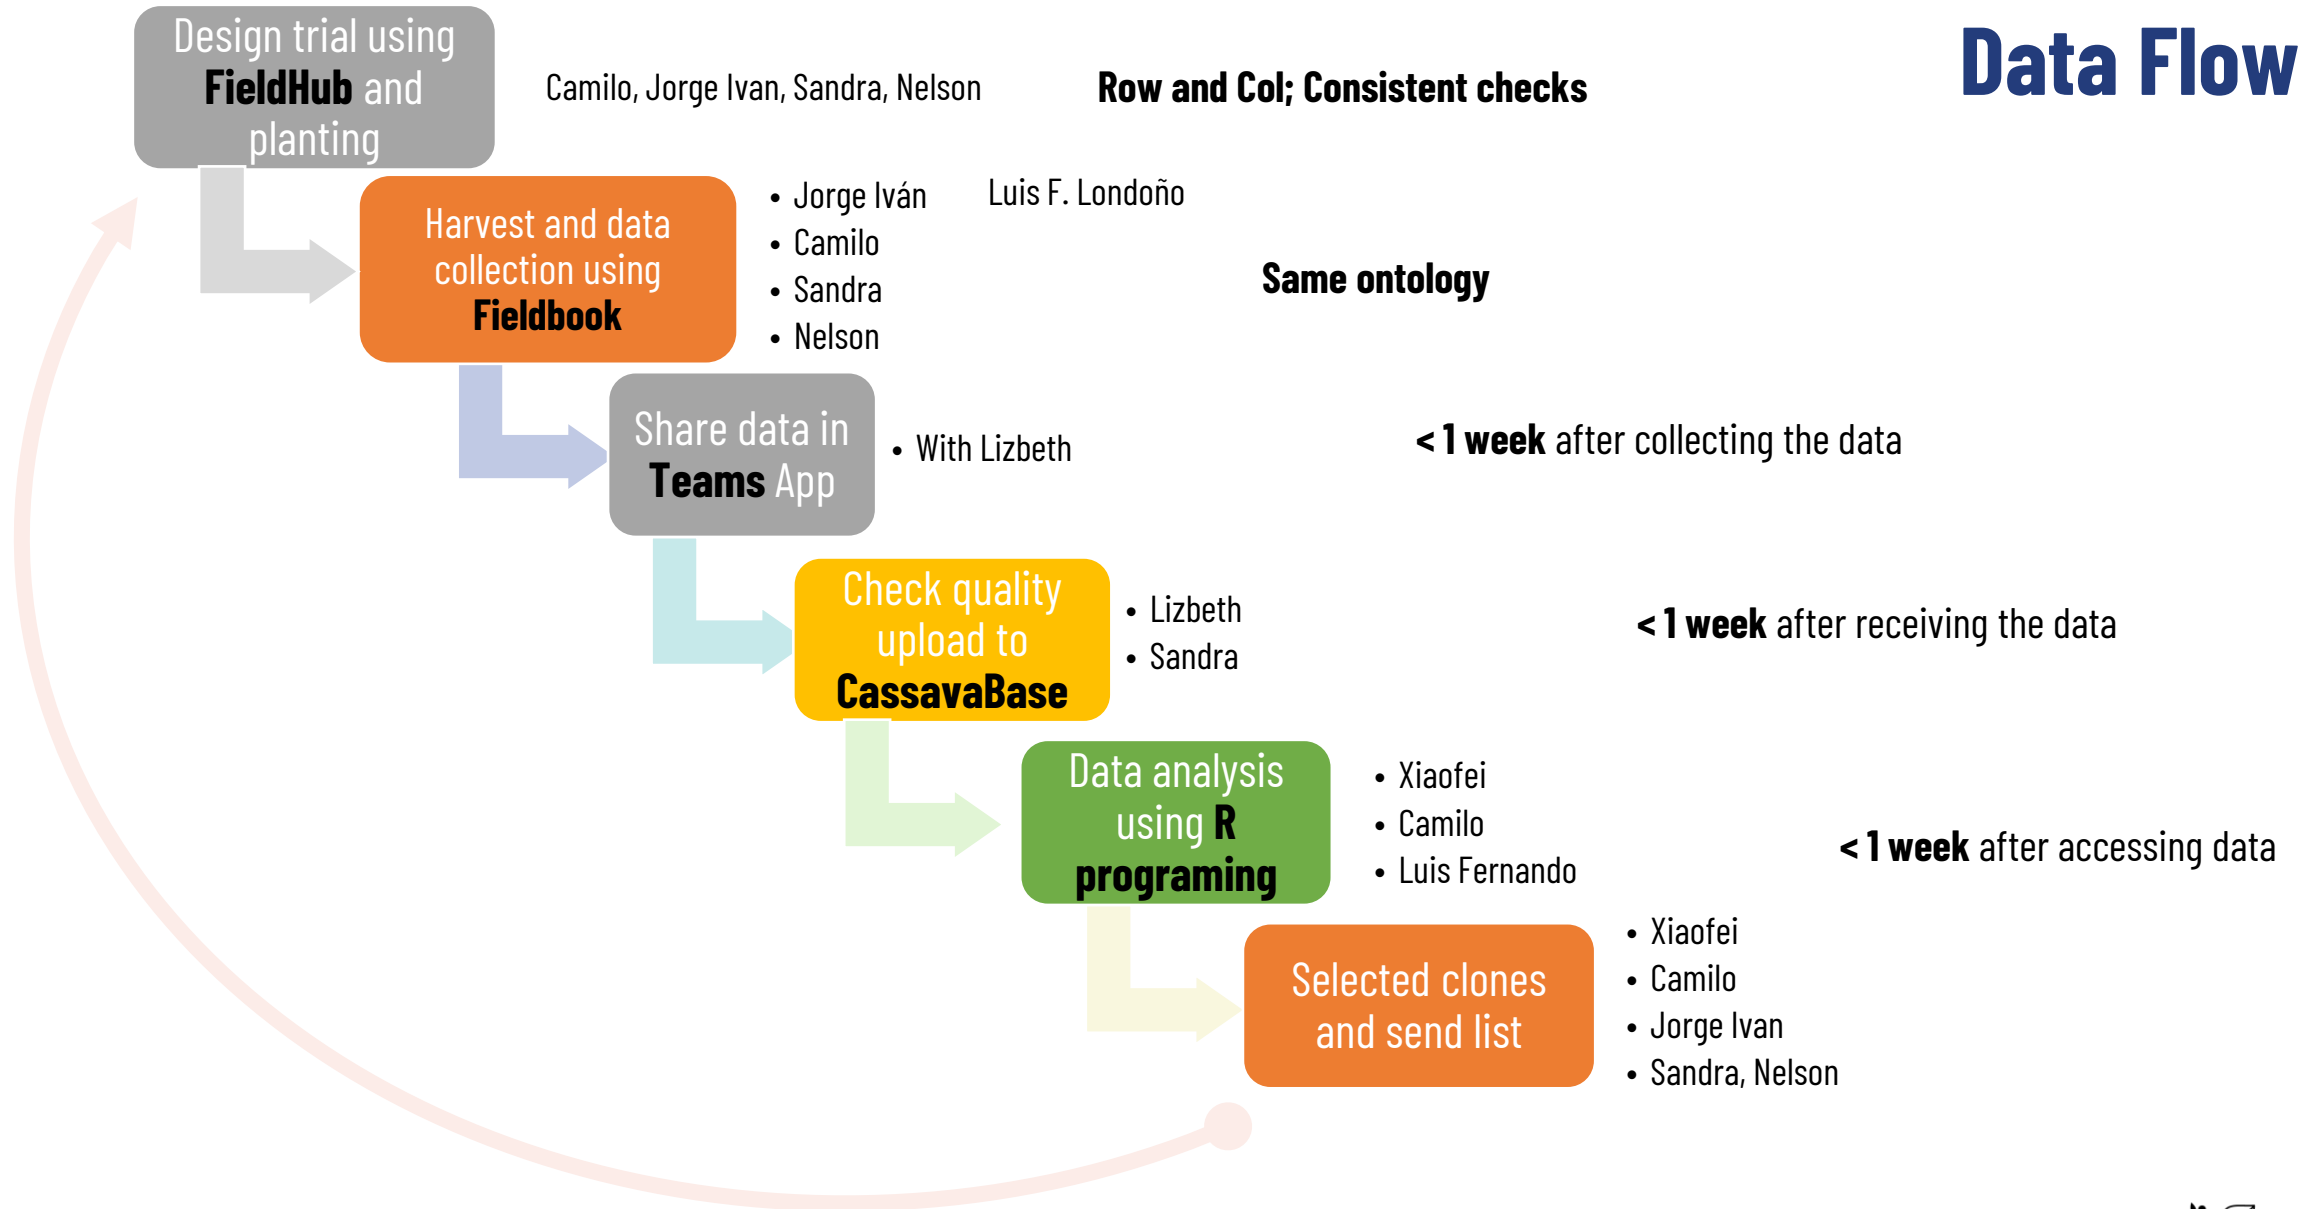 Data Flow
Design trial using
FieldHub and
planting
Camilo, Jorge Ivan, Sandra, Nelson
Row and Col; Consistent checks
Harvest and data
collection using
Fieldbook
• Jorge Iván
• Camilo
• Sandra
• Nelson
Luis F. Londoño
Same ontology
Share data in
Teams App
• With Lizbeth
< 1 week after collecting the data
Check quality
upload to
CassavaBase
• Lizbeth
• Sandra
< 1 week after receiving the data
Data analysis
using R
programing
• Xiaofei
• Camilo
• Luis Fernando
< 1 week after accessing data
Selected clones
and send list
• Xiaofei
• Camilo
• Jorge Ivan
• Sandra, Nelson